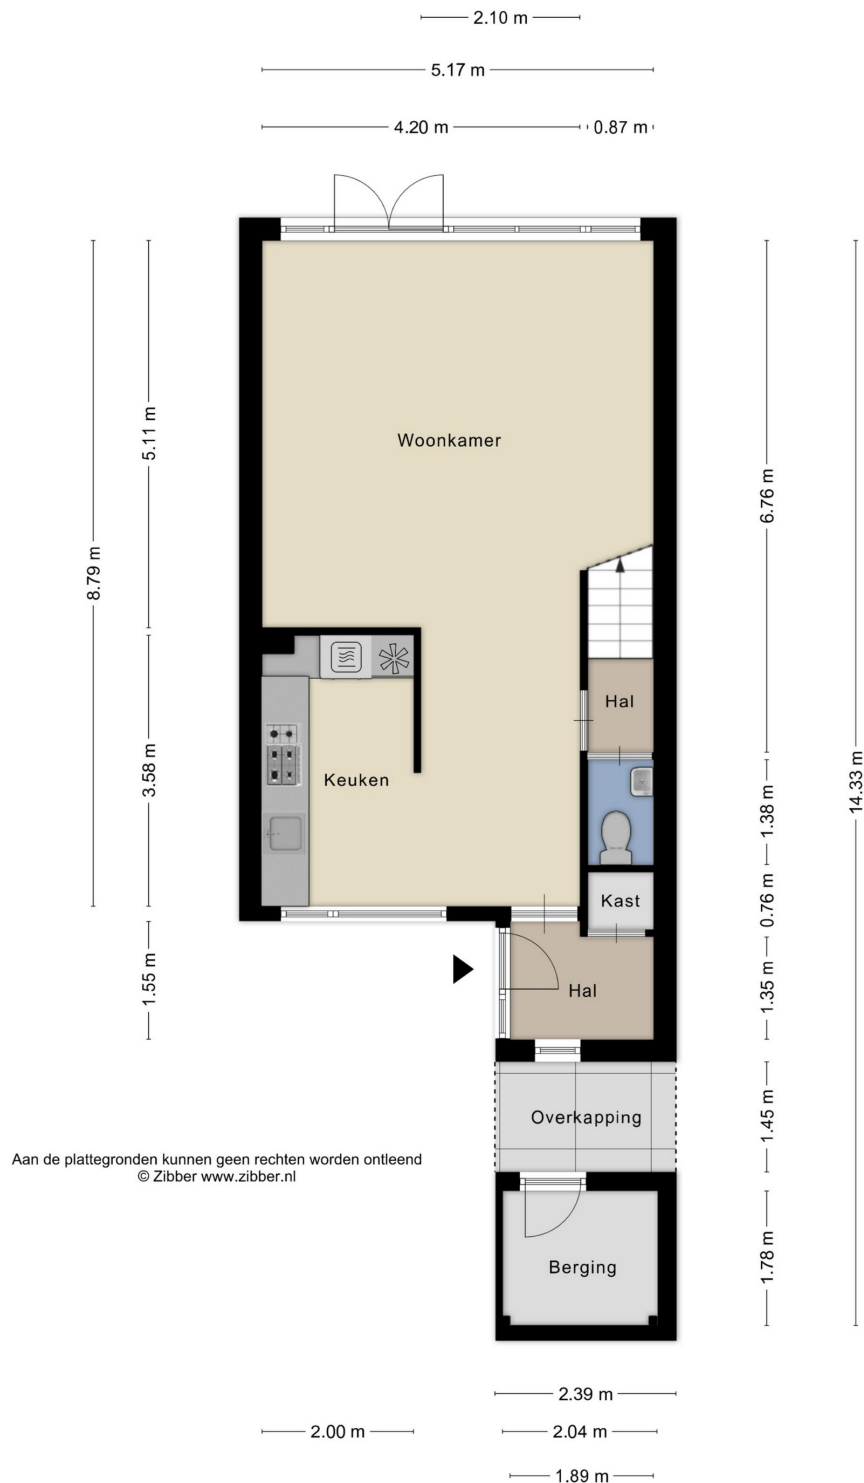 2.10 m
5.17 m
4.20 m
0.87 m
Woonkamer
5.11 m
6.76 m
8.79 m
Hal
Keuken
3.58 m
14.33 m
1.38 m
Kast
0.76 m
1.55 m
Hal
1.35 m
Overkapping
1.45 m
Aan de plattegronden kunnen geen rechten worden ontleend
© Zibber www.zibber.nl
Berging
1.78 m
2.39 m
2.00 m
2.04 m
1.89 m